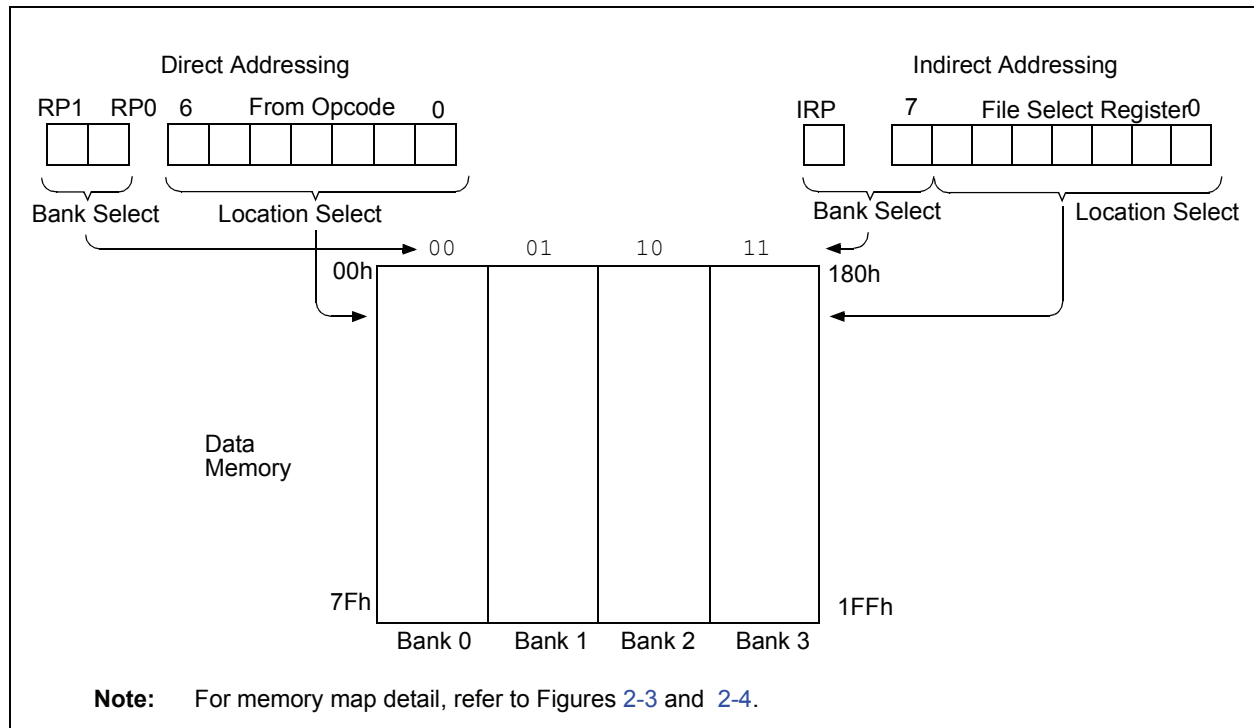 Direct Addressing
Indirect Addressing
RP1 RP0 6 From Opcode 0
IRP 7 File Select Register 0
Bank Select Location Select
Bank Select Location Select
00 01 10 11
00h 180h
Data
Memory
7Fh 1FFh
Bank 0 Bank 1 Bank 2 Bank 3
Note: For memory map detail, refer to Figures 2-3 and 2-4.